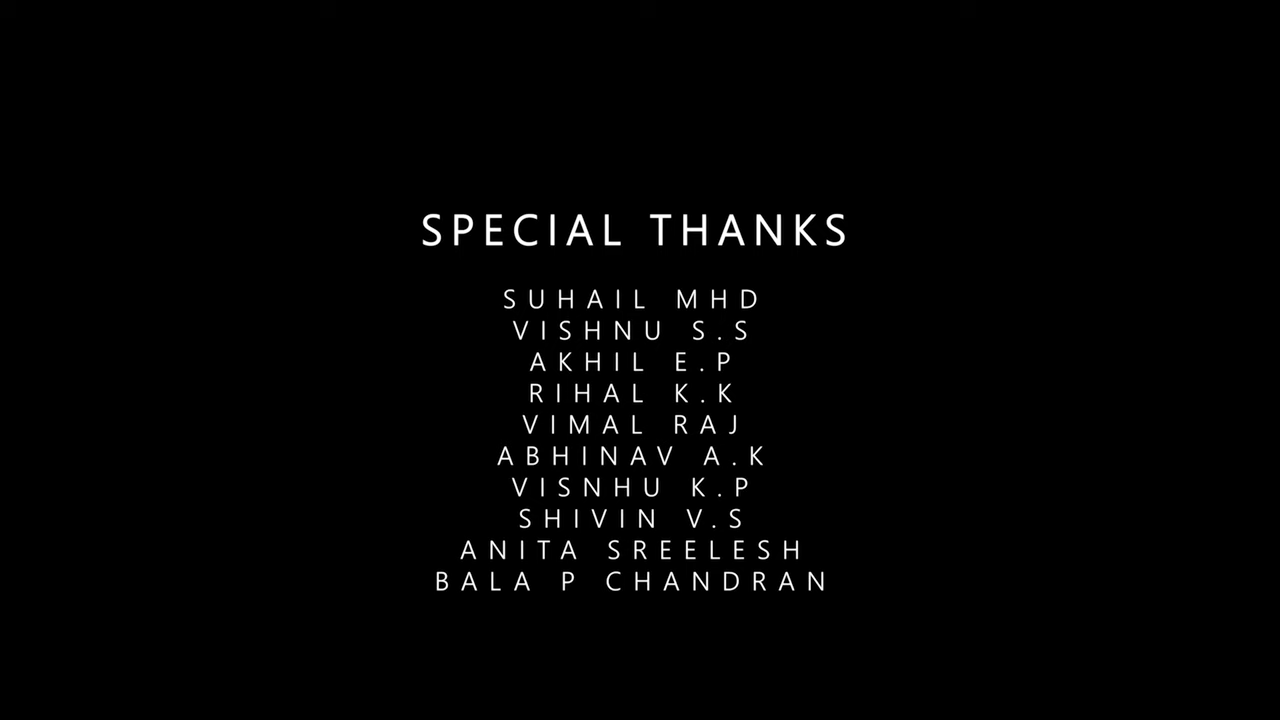 SPECIAL THANKS
SUHAIL MHD
VISHNU S.S
AKHIL E.P
RIHAL K.K
VIMAL RAJ
ABHINAV A.K
VISNHU K.P
SHIVIN V.S
ANITA SREELESH
BALA P CHANDRAN